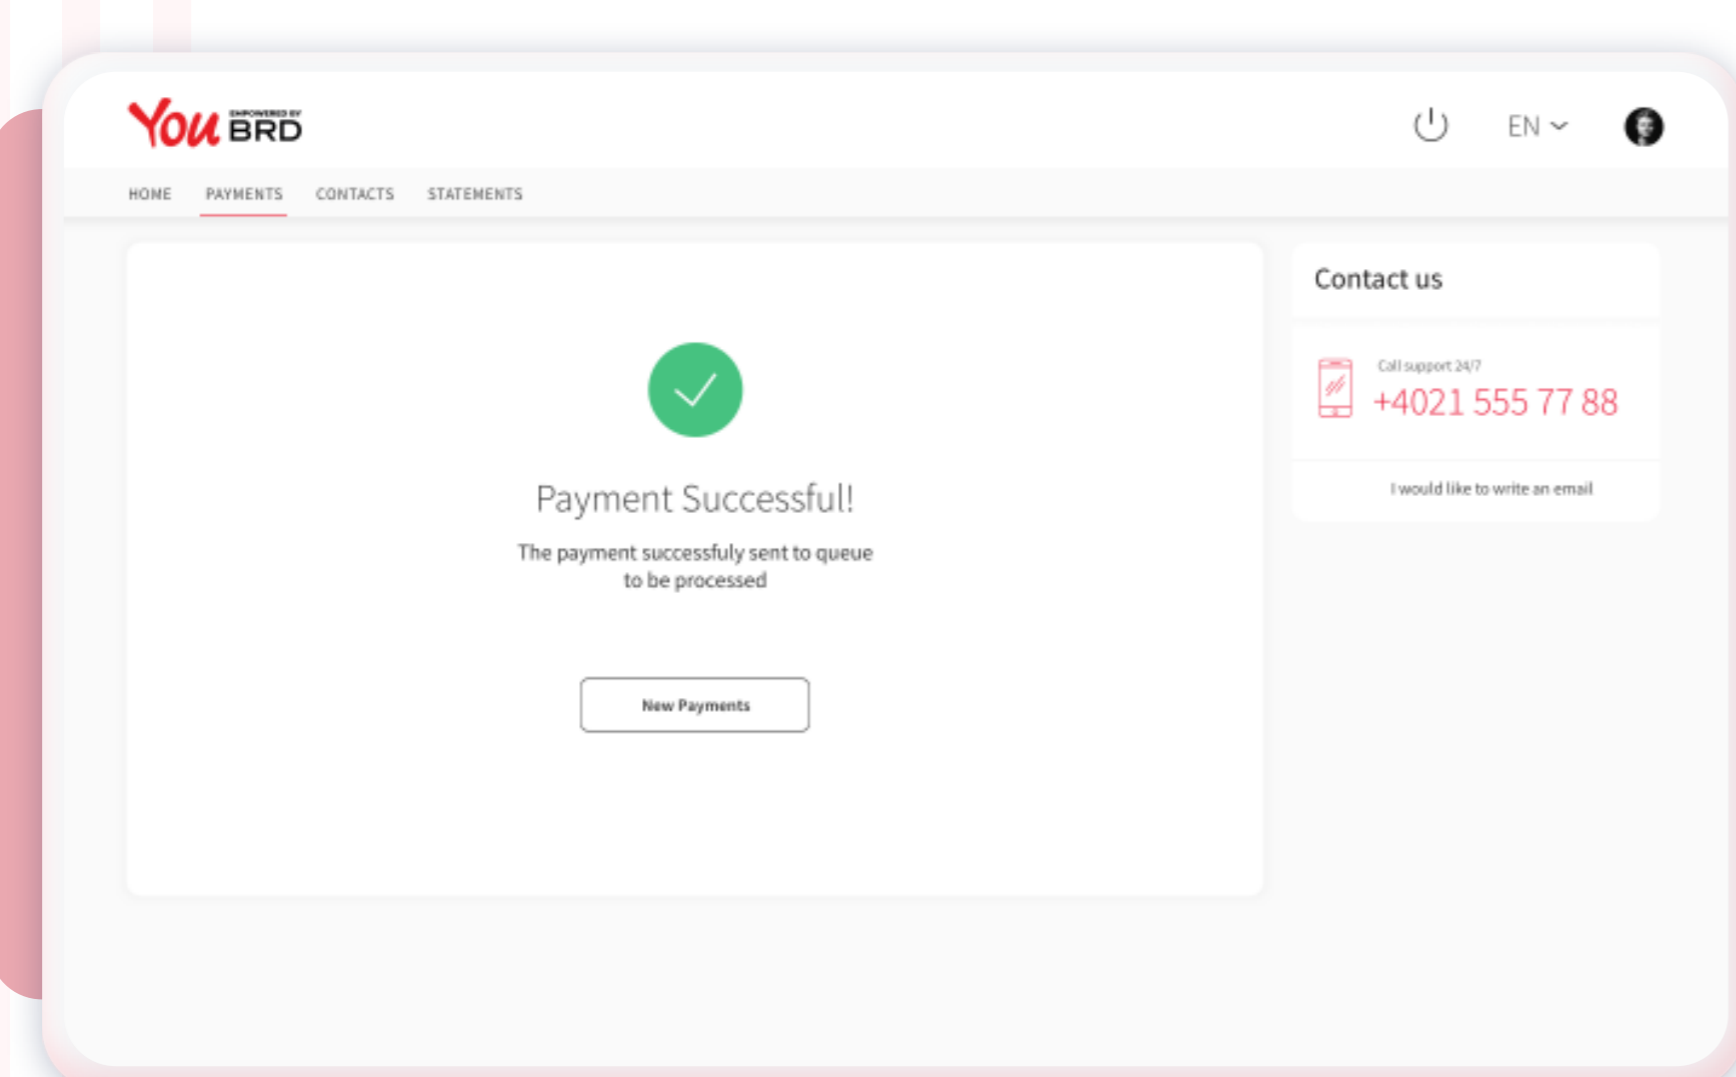 You EMPOWERED BY BRD
EN
HOME PAYMENTS CONTACTS STATEMENTS
Contact us
Call support 24/7
+4021 555 77 88
I would like to write an email
Payment Successful!
The payment successfuly sent to queue
to be processed
New Payments